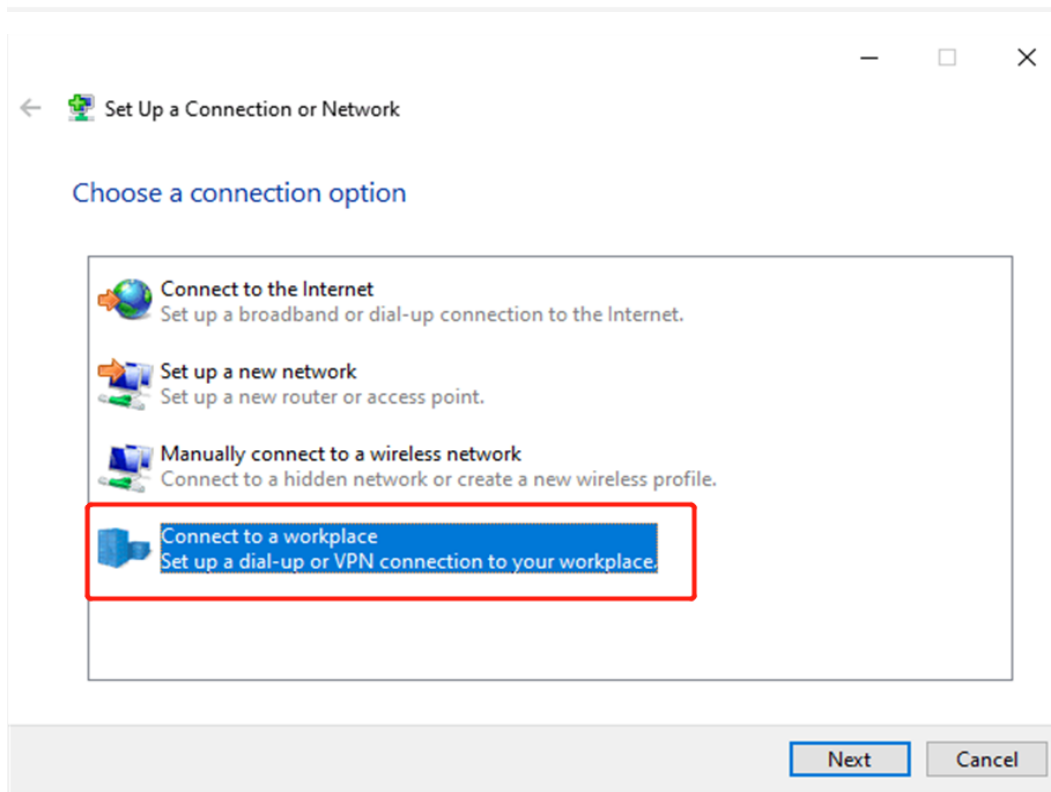 Set Up a Connection or Network
Choose a connection option
Connect to the Internet
Set up a broadband or dial-up connection to the Internet.
Set up a new network
Set up a new router or access point.
Manually connect to a wireless network
Connect to a hidden network or create a new wireless profile.
Connect to a workplace
Set up a dial-up or VPN connection to your workplace.
Next
Cancel